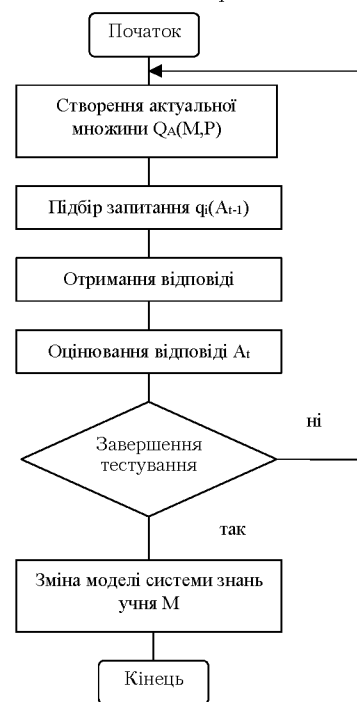 Початок
Створення актуальної
множини QA(M,P)
Підбір запитання qi(At-1)
Отримання відповіді
Оцінювання відповіді At
Завершення
тестування
ні
так
Зміна моделі системи знань
учня M
Кінець